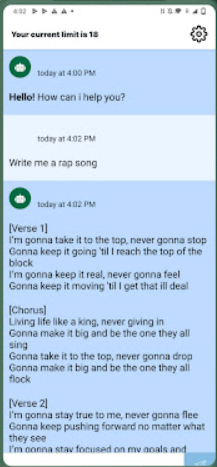 4:02
Your current limit is 18
today at 4:00 PM
Hello! How can i help you?
today at 4:02 PM
Write me a rap song
today at 4:02 PM
[Verse 1]
I'm gonna take it to the top, never gonna stop
Gonna keep it going 'til I reach the top of the
block
I'm gonna keep it real, never gonna feel
Gonna keep it moving 'til I get that ill deal
[Chorus]
Living life like a king, never giving in
Gonna make it big and be the one they all
sing
Gonna take it to the top, never gonna drop
Gonna make it big and be the one they all
flock
[Verse 2]
I'm gonna stay true to me, never gonna flee
Gonna keep pushing forward no matter what
they see
I'm gonna stay focused on my goals and